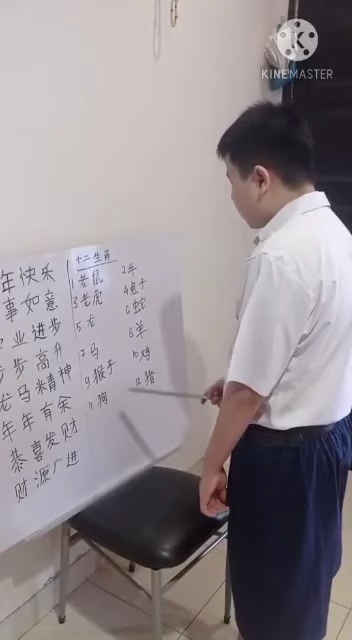 年快乐
事如意
业进步
步步高升
龙马精神
年年有余
恭喜发财
财源广进
十二生肖
1老鼠 2牛
3老虎 4兔子
5龙 6蛇
7马 8羊
9猴子 10鸡
11狗 12猪
K
KINEMASTER